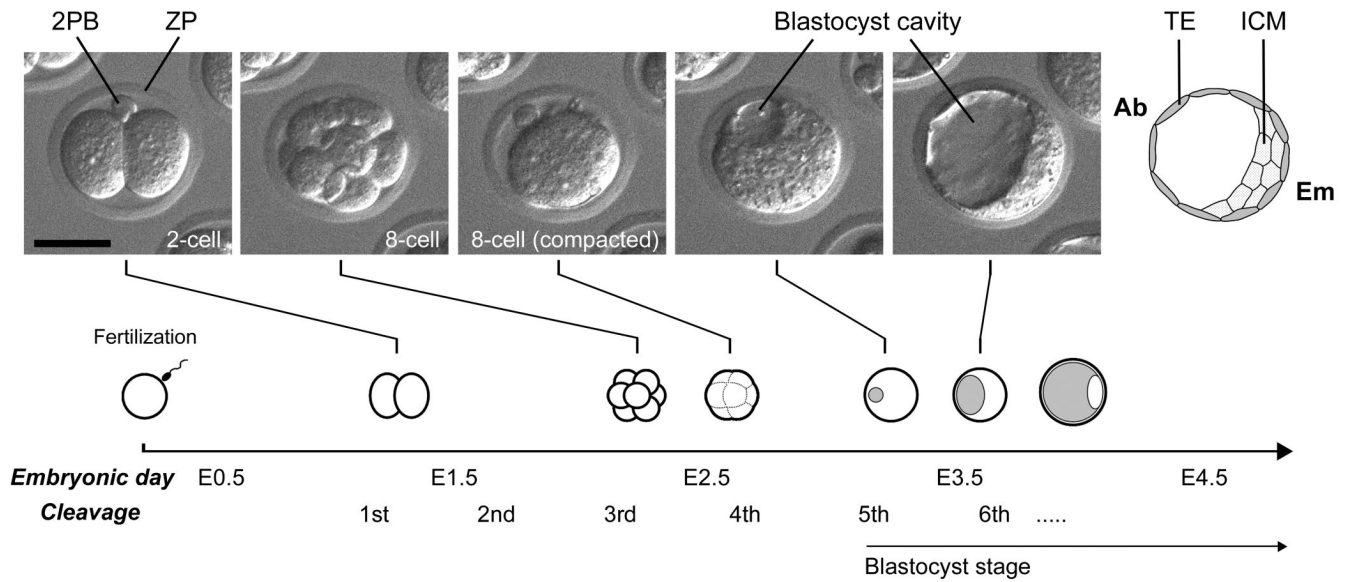 2PB ZP Blastocyst cavity TE ICM
Ab
Em
2-cell 8-cell 8-cell (compacted)
Fertilization
Embryonic day E0.5 E1.5 E2.5 E3.5 E4.5
Cleavage 1st 2nd 3rd 4th 5th 6th .....
Blastocyst stage